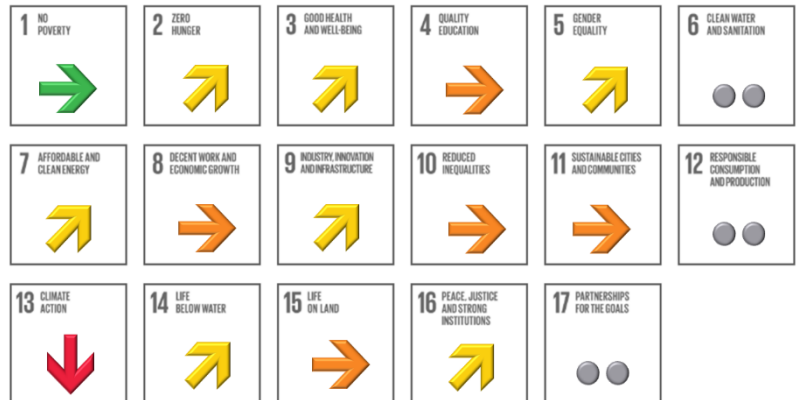 1 NO
POVERTY
2 ZERO
HUNGER
3 GOOD HEALTH
AND WELL-BEING
4 QUALITY
EDUCATION
5 GENDER
EQUALITY
6 CLEAN WATER
AND SANITATION
7 AFFORDABLE AND
CLEAN ENERGY
8 DECENT WORK AND
ECONOMIC GROWTH
9 INDUSTRY, INNOVATION
AND INFRASTRUCTURE
10 REDUCED
INEQUALITIES
11 SUSTAINABLE CITIES
AND COMMUNITIES
12 RESPONSIBLE
CONSUMPTION
AND PRODUCTION
13 CLIMATE
ACTION
14 LIFE
BELOW WATER
15 LIFE
ON LAND
16 PEACE, JUSTICE
AND STRONG
INSTITUTIONS
17 PARTNERSHIPS
FOR THE GOALS